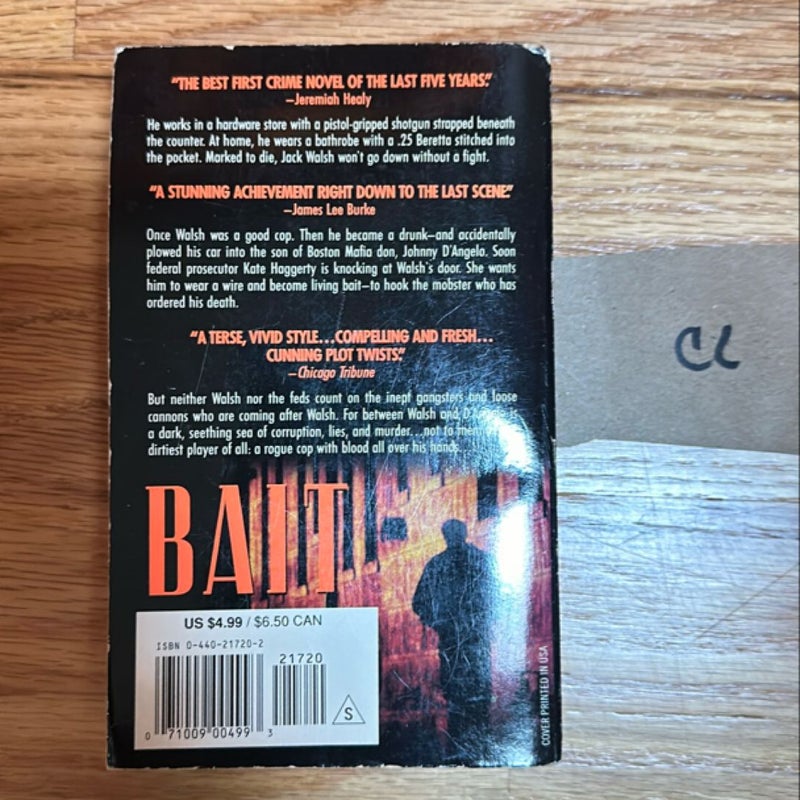 "THE BEST FIRST CRIME NOVEL OF THE LAST FIVE YEARS."
—Jeremiah Healy
He works in a hardware store with a pistol-gripped shotgun strapped beneath
the counter. At home, he wears a bathrobe with a .25 Beretta stitched into
the pocket. Marked to die, Jack Walsh won't go down without a fight.
"A STUNNING ACHIEVEMENT RIGHT DOWN TO THE LAST SCENE."
—James Lee Burke
Once Walsh was a good cop. Then he became a drunk—and accidentally
plowed his car into the son of Boston Mafia don, Johnny D'Angelo. Soon
federal prosecutor Kate Haggerty is knocking at Walsh's door. She wants
him to wear a wire and become living bait—to hook the mobster who has
ordered his death.
"A TERSE, VIVID STYLE...COMPELLING AND FRESH...
CUNNING PLOT TWISTS."
—Chicago Tribune
But neither Walsh nor the feds count on the inept gangsters and loose
cannons who are coming after Walsh. For between Walsh and D'Angelo is
a dark, seething sea of corruption, lies, and murder...not to mention
dirtiest player of all: a rogue cop with blood all over his hands.
BAIT
US $4.99 / $6.50 CAN
ISBN 0-440-21720-2
21720
S
0 71009 00499 3
COVER PRINTED IN USA
CL